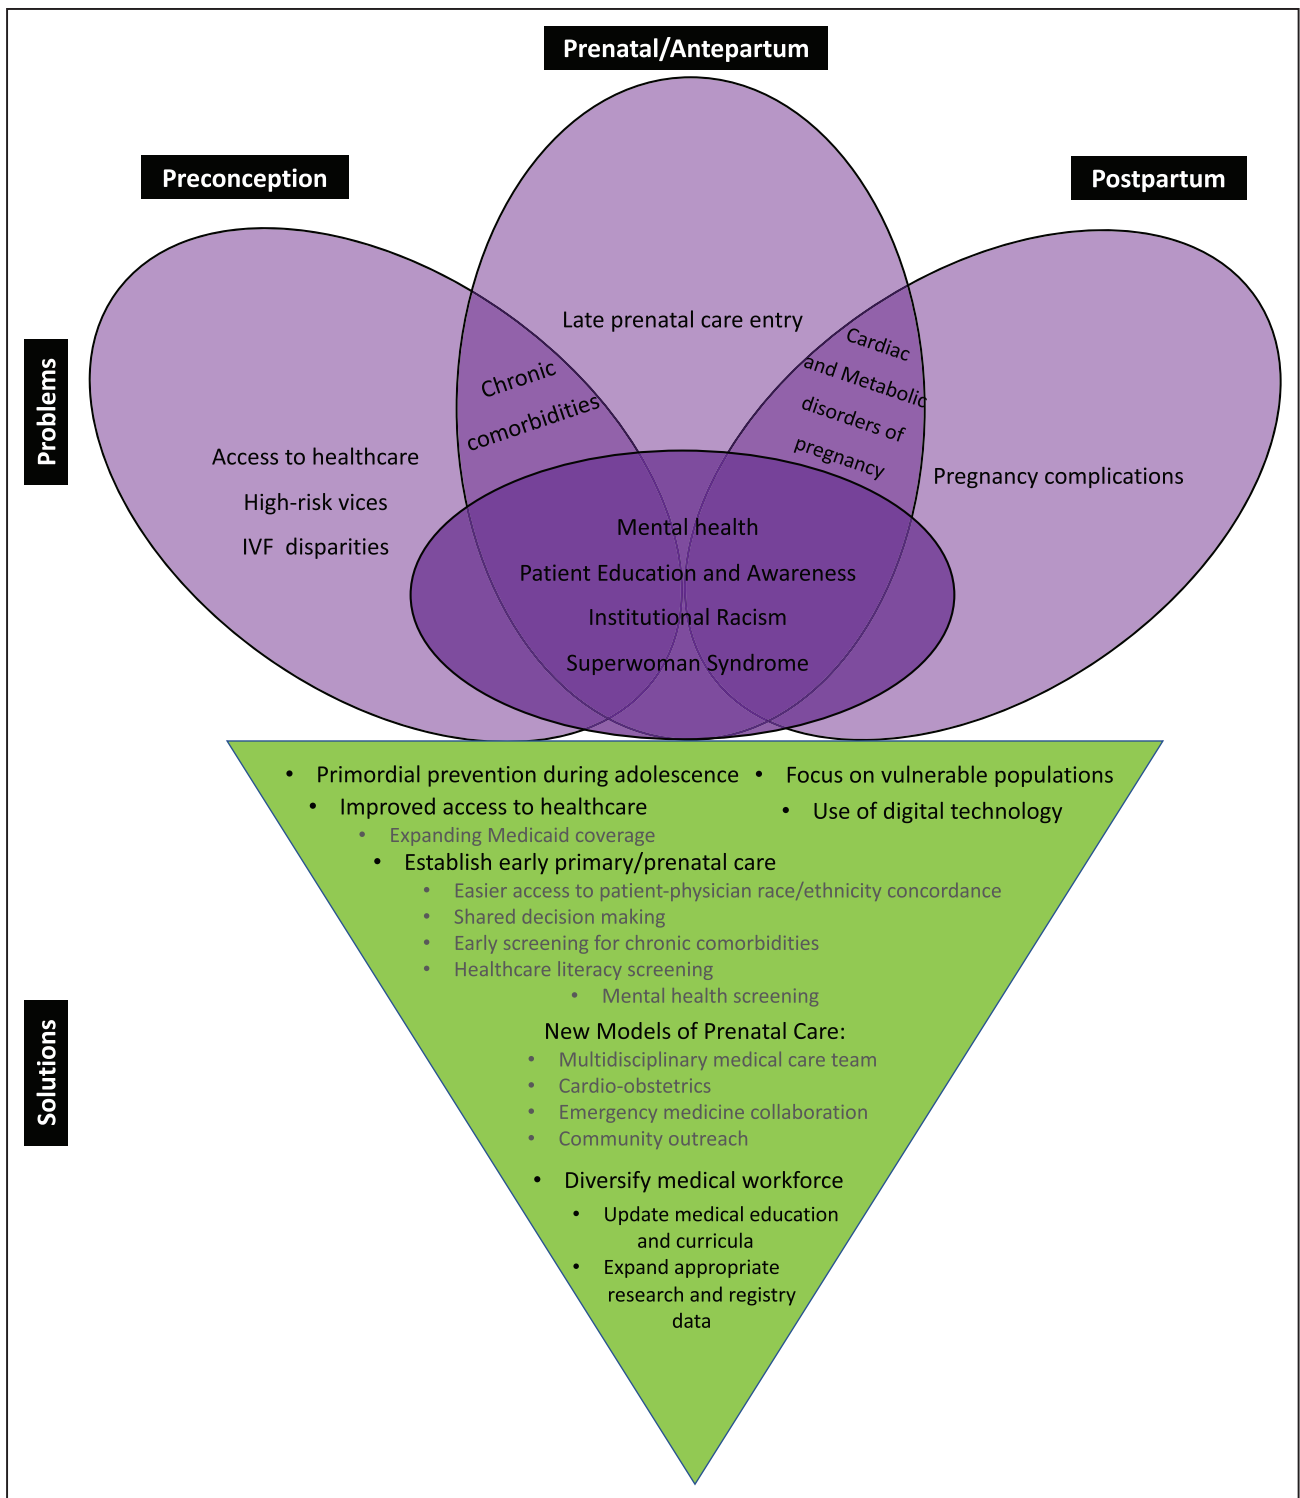 Prenatal/Antepartum
Preconception
Postpartum
Problems
Late prenatal care entry
Chronic
comorbidities
Cardiac
and Metabolic
disorders of
pregnancy
Access to healthcare
High-risk vices
IVF  disparities
Pregnancy complications
Mental health
Patient Education and Awareness
Institutional Racism
Superwoman Syndrome
Solutions
• Primordial prevention during adolescence
• Improved access to healthcare
• Expanding Medicaid coverage
• Focus on vulnerable populations
• Use of digital technology
• Establish early primary/prenatal care
• Easier access to patient-physician race/ethnicity concordance
• Shared decision making
• Early screening for chronic comorbidities
• Healthcare literacy screening
• Mental health screening
New Models of Prenatal Care:
• Multidisciplinary medical care team
• Cardio-obstetrics
• Emergency medicine collaboration
• Community outreach
• Diversify medical workforce
• Update medical education
and curricula
• Expand appropriate
research and registry
data